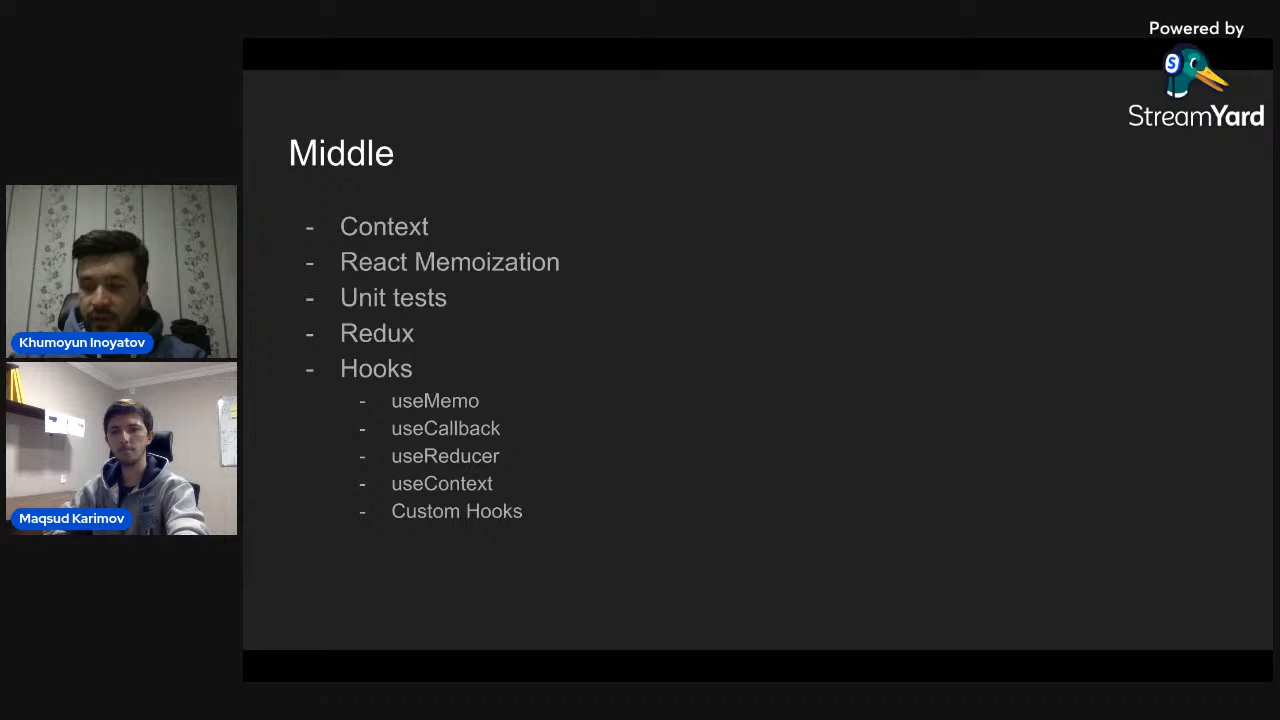 Powered by
StreamYard
Middle
- Context
- React Memoization
- Unit tests
- Redux
- Hooks
- useMemo
- useCallback
- useReducer
- useContext
- Custom Hooks
Khumoyun Inoyatov
Maqsud Karimov